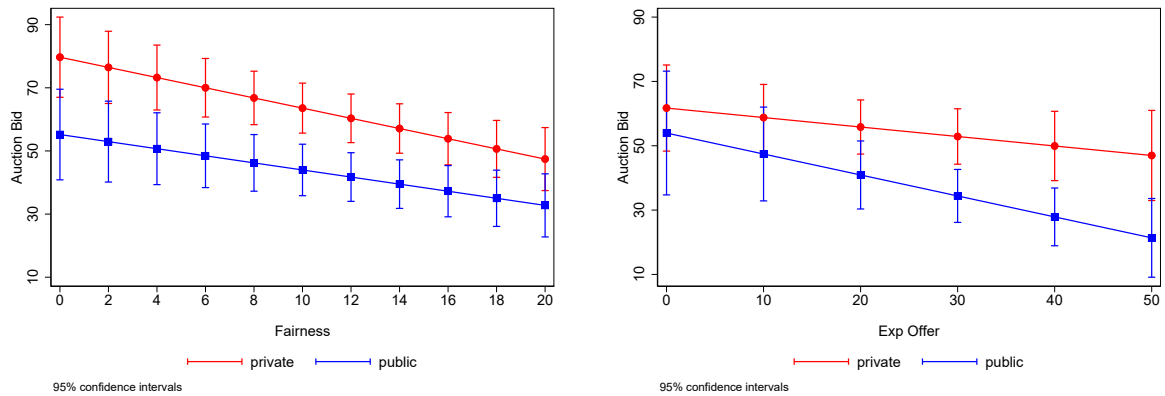 Auction Bid
90
70
50
30
10
0 2 4 6 8 10 12 14 16 18 20
Fairness
private public
95% confidence intervals
Auction Bid
90
70
50
30
10
0 10 20 30 40 50
Exp Offer
private public
95% confidence intervals